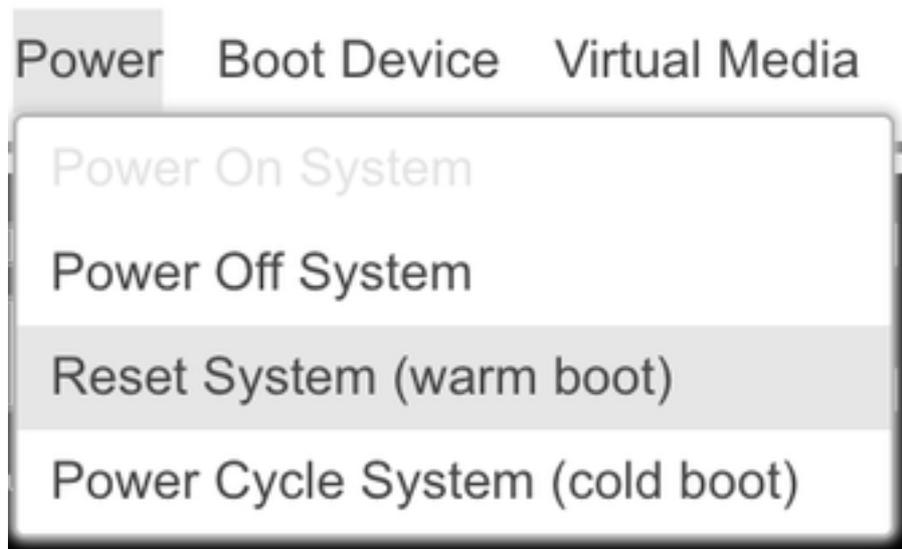 Power Boot Device Virtual Media
Power On System
Power Off System
Reset System (warm boot)
Power Cycle System (cold boot)